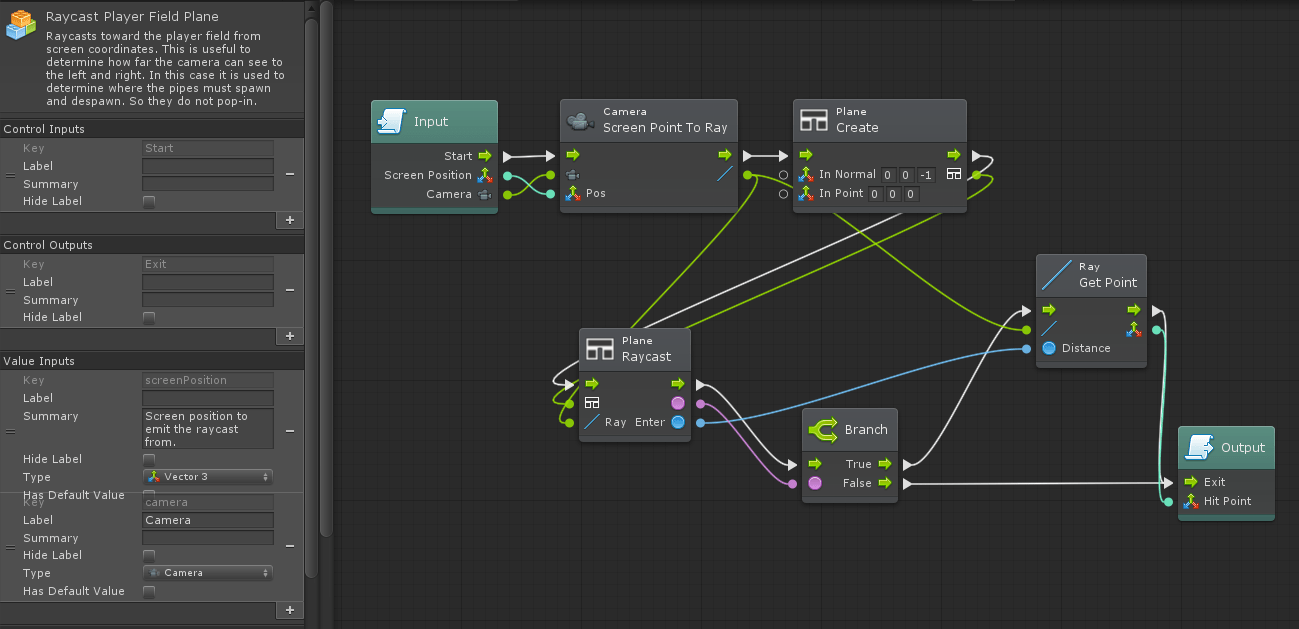 Raycast Player Field Plane
Raycasts toward the player field from
screen coordinates. This is useful to
determine how far the camera can see to
the left and right. In this case it is used to
determine where the pipes must spawn
and despawn. So they do not pop-in.
Control Inputs
Key Start
Label
Summary
Hide Label
Control Outputs
Key Exit
Label
Summary
Hide Label
Value Inputs
Key screenPosition
Label
Summary Screen position to
emit the raycast
from.
Hide Label
Type Vector 3
Has Default Value
Key camera
Label Camera
Summary
Hide Label
Type Camera
Has Default Value
Input
Start
Screen Position
Camera
Camera
Screen Point To Ray
Pos
Plane
Create
In Normal 0 0 -1
In Point 0 0 0
Plane
Raycast
Ray Enter
Branch
True
False
Ray
Get Point
Distance
Output
Exit
Hit Point